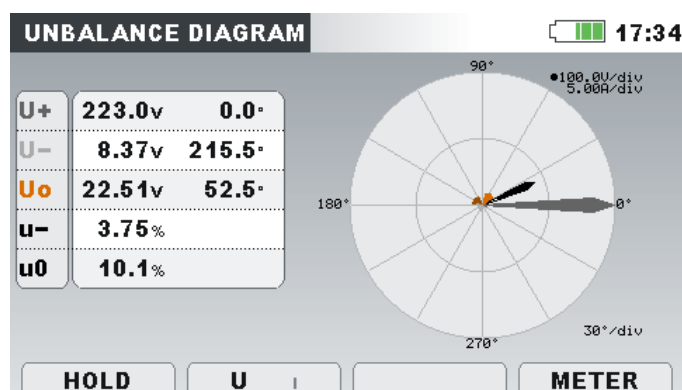 UNBALANCE DIAGRAM 17:34
90°
●100.0V/div
5.00A/div
U+ 223.0V 0.0°
U- 8.37V 215.5°
Uo 22.51V 52.5°
180° 0°
u- 3.75%
u0 10.1%
30°/div
270°
HOLD U I METER